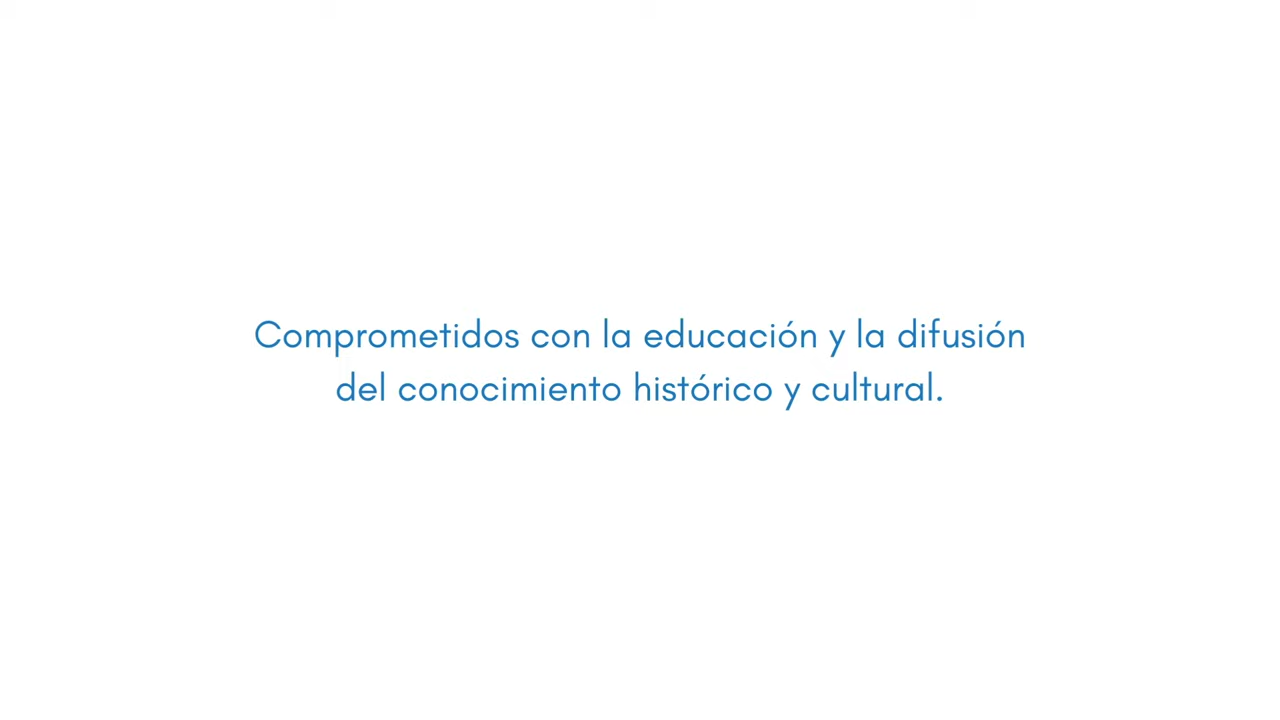 Comprometidos con la educación y la difusión
del conocimiento histórico y cultural.